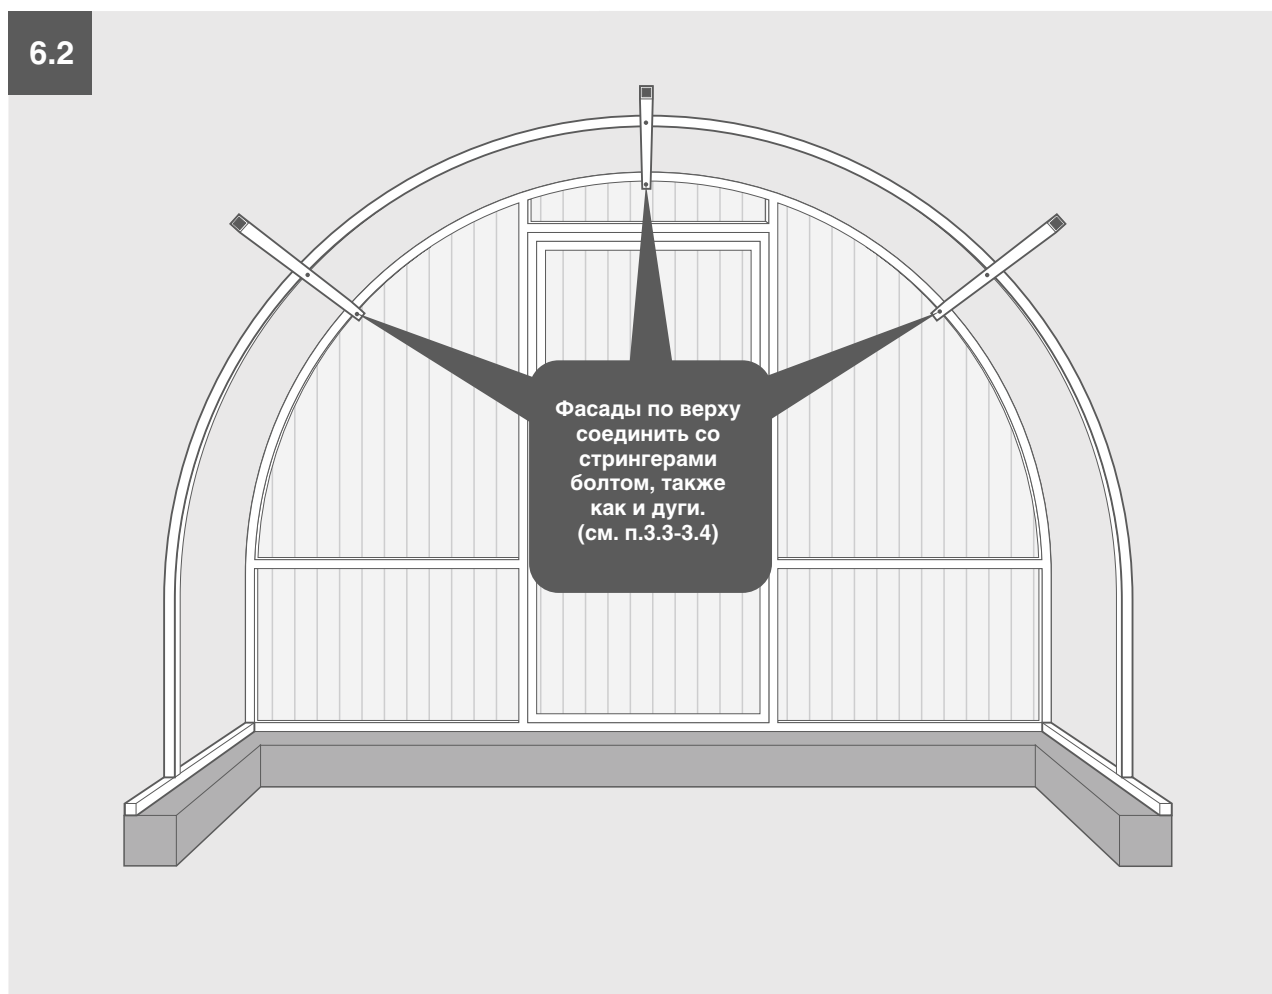 6.2
Фасады по верху
соединить со
стрингерами
болтом, также
как и дуги.
(см. п.3.3-3.4)